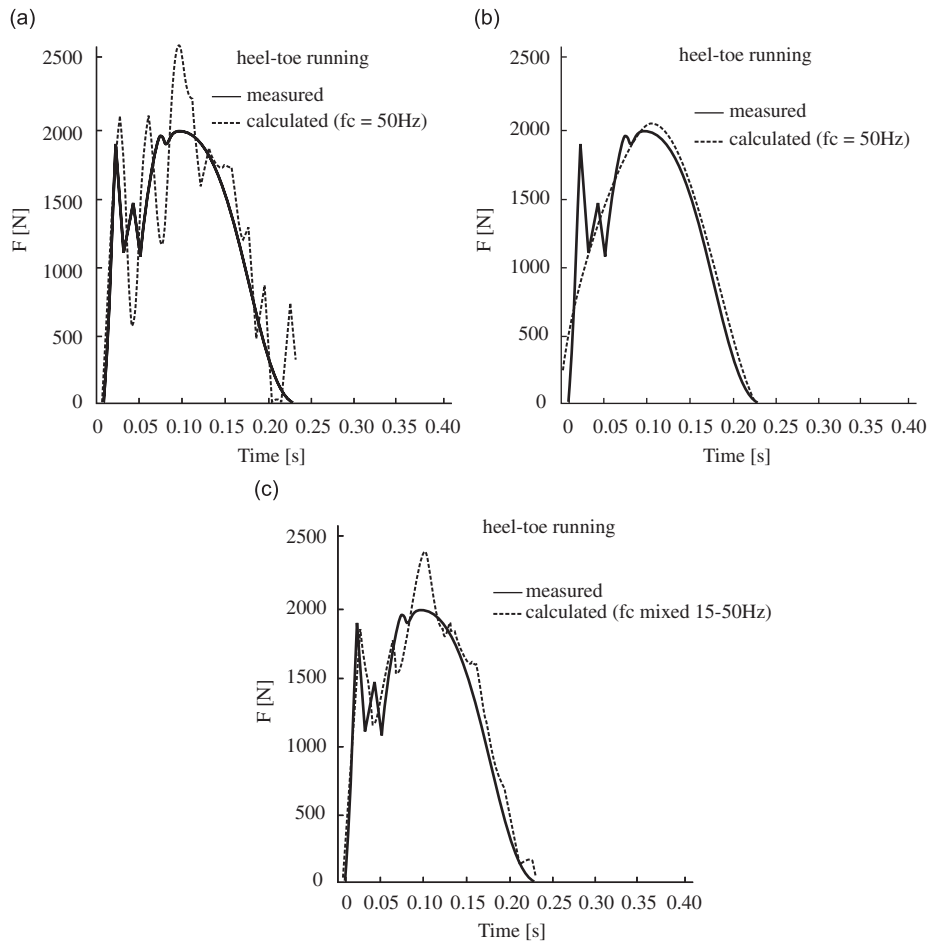 (a)
heel-toe running
measured
calculated (fc = 50Hz)
F [N]
2500
2000
1500
1000
500
0
0 0.05 0.10 0.15 0.20 0.25 0.30 0.35 0.40
Time [s]
(b)
heel-toe running
measured
calculated (fc = 50Hz)
F [N]
2500
2000
1500
1000
500
0
0 0.05 0.10 0.15 0.20 0.25 0.30 0.35 0.40
Time [s]
(c)
heel-toe running
measured
calculated (fc mixed 15-50Hz)
F [N]
2500
2000
1500
1000
500
0
0 0.05 0.10 0.15 0.20 0.25 0.30 0.35 0.40
Time [s]